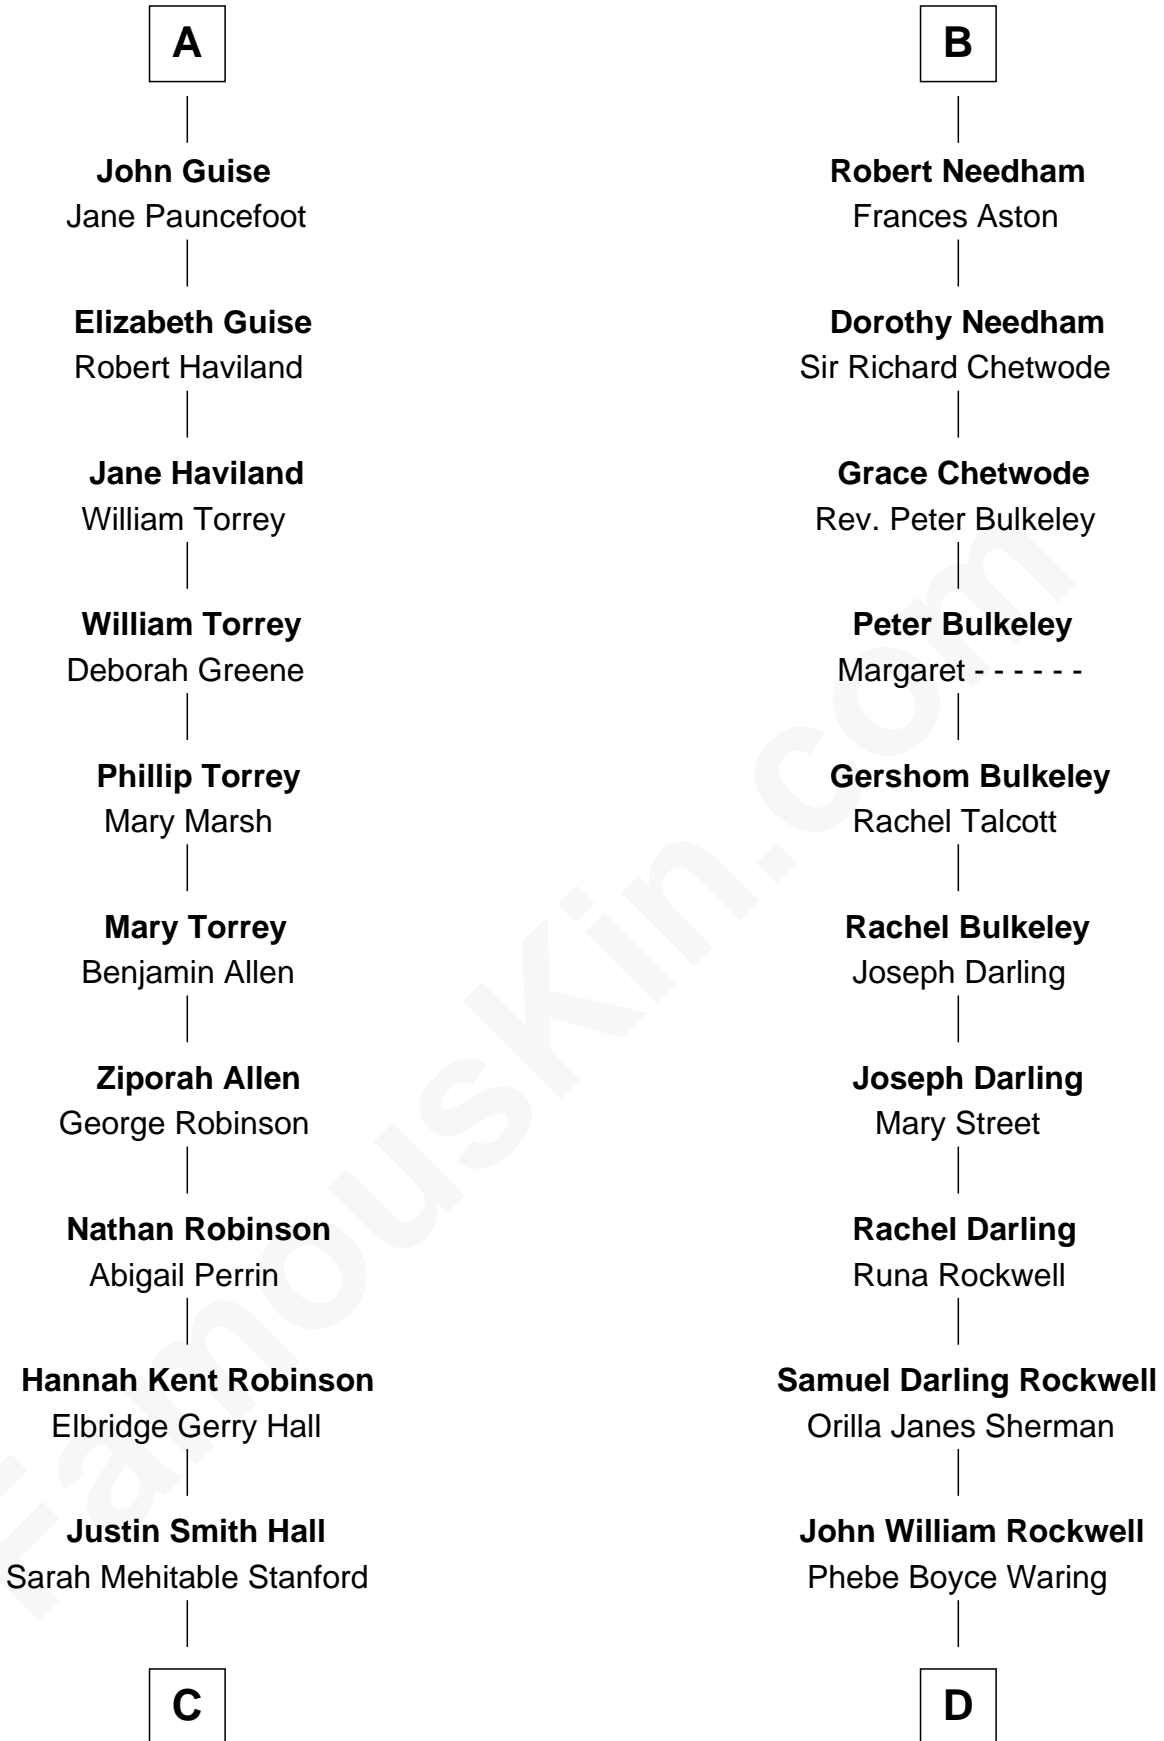 A
John Guise
Jane Pauncefoot
Elizabeth Guise
Robert Haviland
Jane Haviland
William Torrey
William Torrey
Deborah Greene
Phillip Torrey
Mary Marsh
Mary Torrey
Benjamin Allen
Ziporah Allen
George Robinson
Nathan Robinson
Abigail Perrin
Hannah Kent Robinson
Elbridge Gerry Hall
Justin Smith Hall
Sarah Mehitable Stanford
C
B
Robert Needham
Frances Aston
Dorothy Needham
Sir Richard Chetwode
Grace Chetwode
Rev. Peter Bulkeley
Peter Bulkeley
Margaret - - - - - -
Gershom Bulkeley
Rachel Talcott
Rachel Bulkeley
Joseph Darling
Joseph Darling
Mary Street
Rachel Darling
Runa Rockwell
Samuel Darling Rockwell
Orilla Janes Sherman
John William Rockwell
Phebe Boyce Waring
D
FamousKin.com